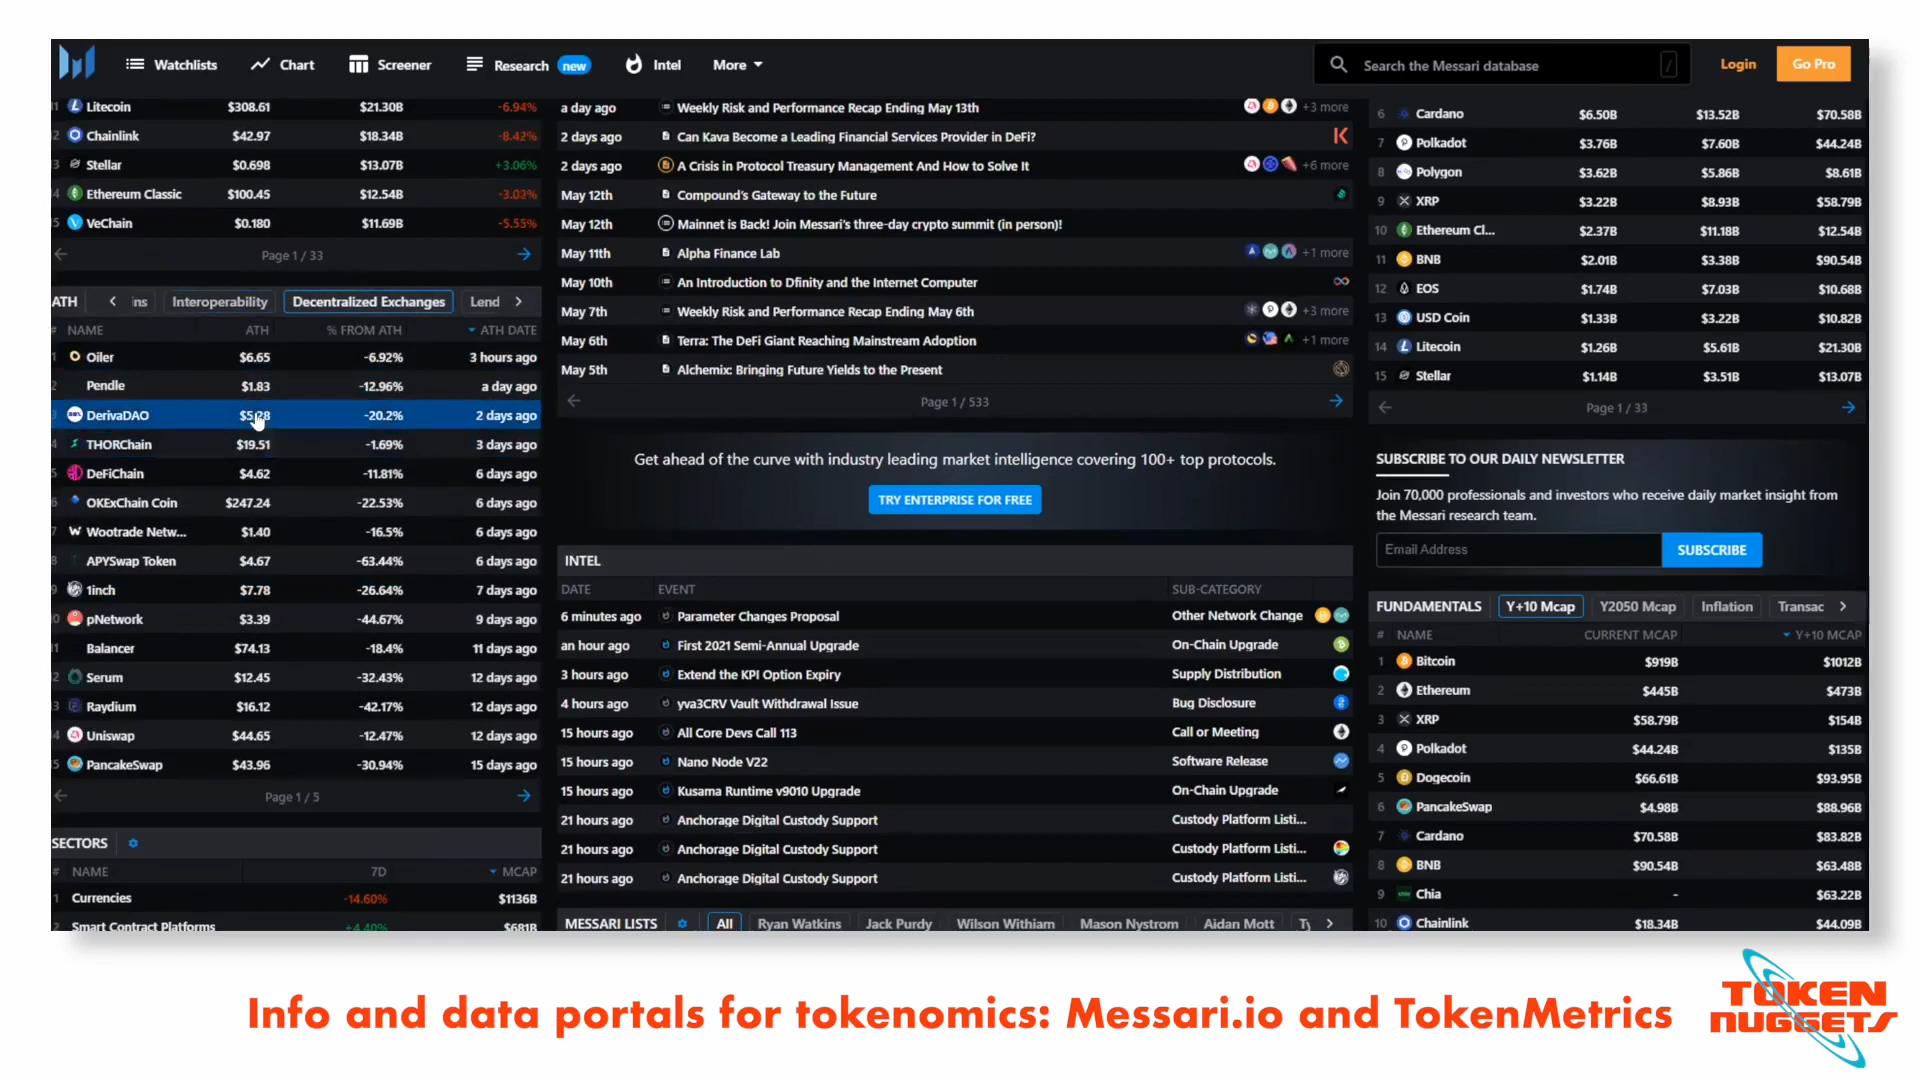 Watchlists Chart Screener Research new Intel More Search the Messari database / Login Go Pro
Litecoin $308.61 $21.30B -6.94%
Chainlink $42.97 $18.34B -8.42%
Stellar $0.698 $13.07B +3.06%
Ethereum Classic $100.45 $12.54B -3.03%
VeChain $0.180 $11.69B -5.55%
Page 1 / 33
ATH ins Interoperability Decentralized Exchanges Lend
NAME ATH % FROM ATH ATH DATE
Oiler $6.65 -6.92% 3 hours ago
Pendle $1.83 -12.96% a day ago
DerivaDAO $5.28 -20.2% 2 days ago
THORChain $19.51 -1.69% 3 days ago
DeFiChain $4.62 -11.81% 6 days ago
OKExChain Coin $247.24 -22.53% 6 days ago
Wootrade Netw... $1.40 -16.5% 6 days ago
APYSwap Token $4.67 -63.44% 6 days ago
1inch $7.78 -26.64% 7 days ago
pNetwork $3.39 -44.67% 9 days ago
Balancer $74.13 -18.4% 11 days ago
Serum $12.45 -32.43% 12 days ago
Raydium $16.12 -42.17% 12 days ago
Uniswap $44.65 -12.47% 12 days ago
PancakeSwap $43.96 -30.94% 15 days ago
Page 1 / 5
SECTORS
# NAME 7D MCAP
1 Currencies -14.60% $1136B
2 Smart Contract Platforms +4.40% $681B
a day ago Weekly Risk and Performance Recap Ending May 13th +3 more
2 days ago Can Kava Become a Leading Financial Services Provider in DeFi?
2 days ago A Crisis in Protocol Treasury Management And How to Solve It +6 more
May 12th Compound's Gateway to the Future
May 12th Mainnet is Back! Join Messari's three-day crypto summit (in person)!
May 11th Alpha Finance Lab +1 more
May 10th An Introduction to Dfinity and the Internet Computer
May 7th Weekly Risk and Performance Recap Ending May 6th +3 more
May 6th Terra: The DeFi Giant Reaching Mainstream Adoption +1 more
May 5th Alchemix: Bringing Future Yields to the Present
Page 1 / 533
Get ahead of the curve with industry leading market intelligence covering 100+ top protocols.
TRY ENTERPRISE FOR FREE
INTEL
DATE EVENT SUB-CATEGORY
6 minutes ago Parameter Changes Proposal Other Network Change
an hour ago First 2021 Semi-Annual Upgrade On-Chain Upgrade
3 hours ago Extend the KPI Option Expiry Supply Distribution
4 hours ago yva3CRV Vault Withdrawal Issue Bug Disclosure
15 hours ago All Core Devs Call 113 Call or Meeting
15 hours ago Nano Node V22 Software Release
15 hours ago Kusama Runtime v9010 Upgrade On-Chain Upgrade
21 hours ago Anchorage Digital Custody Support Custody Platform Listi...
21 hours ago Anchorage Digital Custody Support Custody Platform Listi...
21 hours ago Anchorage Digital Custody Support Custody Platform Listi...
MESSARI LISTS All Ryan Watkins Jack Purdy Wilson Withiam Mason Nystrom Aidan Mott Ty
6 Cardano $6.50B $13.52B $70.58B
7 Polkadot $3.76B $7.60B $44.24B
8 Polygon $3.62B $5.86B $8.61B
9 XRP $3.22B $8.93B $58.79B
10 Ethereum Cl... $2.37B $11.18B $12.54B
11 BNB $2.01B $3.38B $90.54B
12 EOS $1.74B $7.03B $10.68B
13 USD Coin $1.33B $3.22B $10.82B
14 Litecoin $1.26B $5.61B $21.30B
15 Stellar $1.14B $3.51B $13.07B
Page 1 / 33
SUBSCRIBE TO OUR DAILY NEWSLETTER
Join 70,000 professionals and investors who receive daily market insight from
the Messari research team.
Email Address SUBSCRIBE
FUNDAMENTALS Y+10 Mcap Y2050 Mcap Inflation Transac
# NAME CURRENT MCAP Y+10 MCAP
1 Bitcoin $919B $1012B
2 Ethereum $445B $473B
3 XRP $58.79B $154B
4 Polkadot $44.24B $135B
5 Dogecoin $66.61B $93.95B
6 PancakeSwap $4.98B $88.96B
7 Cardano $70.58B $83.82B
8 BNB $90.54B $63.48B
9 Chia - $63.22B
10 Chainlink $18.34B $44.09B
Info and data portals for tokenomics: Messari.io and TokenMetrics
TOKEN
NUGGETS